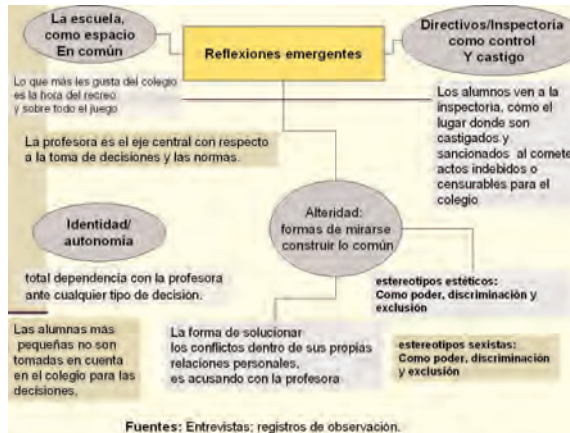 La escuela,
como espacio
En común
Reflexiones emergentes
Directivos/Inspectoría
como control
Y castigo
Lo que más les gusta del colegio
es la hora del recreo
y sobre todo el juego
Los alumnos ven a la
inspectoria, como el
lugar donde son
castigados y
sancionados al comete
actos indebidos o
censurables para el
colegio
La profesora es el eje central con respecto
a la toma de decisiones y las normas.
Identidad/
autonomía
Alteridad:
formas de mirarse
construir lo común
total dependencia con la profesora
ante cualquier tipo de decisión.
estereotipos estéticos:
Como poder, discriminación y
exclusión
Las alumnas más
pequeñas no son
tomadas en cuenta
en el colegio para las
decisiones,
La forma de solucionar
los conflictos dentro de sus propias
relaciones personales,
es acusando con la profesora
estereotipos sexistas:
Como poder, discriminación
y exclusión
Fuentes: Entrevistas; registros de observación.